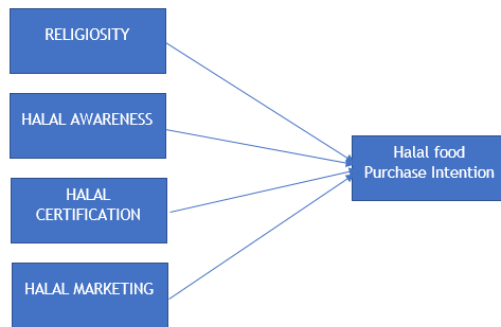 RELIGIOSITY
HALAL AWARENESS
HALAL
CERTIFICATION
HALAL MARKETING
Halal food
Purchase Intention